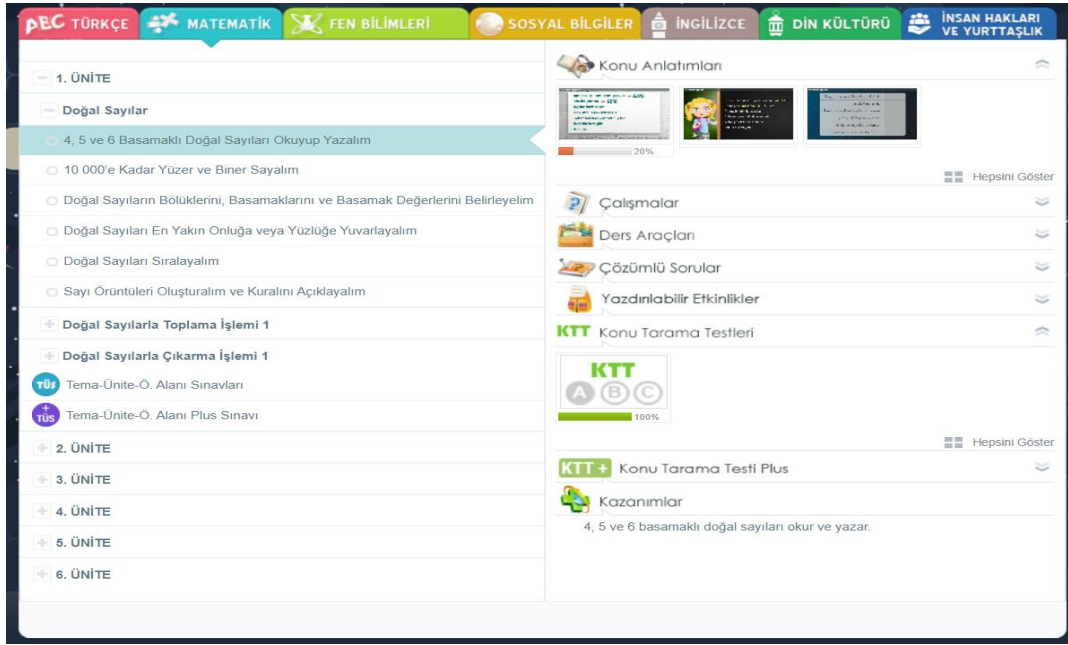 ABC TÜRKÇE
MATEMATİK
FEN BİLİMLERİ
SOSYAL BİLGİLER
İNGİLİZCE
DİN KÜLTÜRÜ
İNSAN HAKLARI
VE YURTTAŞLIK
1. ÜNİTE
Doğal Sayılar
4, 5 ve 6 Basamaklı Doğal Sayıları Okuyup Yazalım
10 000'e Kadar Yüzer ve Biner Sayalım
Doğal Sayıların Bölüklerini, Basamaklarını ve Basamak Değerlerini Belirleyelim
Doğal Sayıları En Yakın Onluğa veya Yüzlüğe Yuvarlayalım
Doğal Sayıları Sıralayalım
Sayı Örüntüleri Oluşturalım ve Kuralını Açıklayalım
Doğal Sayılarla Toplama İşlemi 1
Doğal Sayılarla Çıkarma İşlemi 1
TÜS Tema-Ünite-Ö. Alanı Sınavları
+ TÜS Tema-Ünite-Ö. Alanı Plus Sınavı
2. ÜNİTE
3. ÜNİTE
4. ÜNİTE
5. ÜNİTE
6. ÜNİTE
Konu Anlatımları
20%
Hepsini Göster
Çalışmalar
Ders Araçları
Çözümlü Sorular
Yazdırılabilir Etkinlikler
KTT Konu Tarama Testleri
KTT
A B C
100%
Hepsini Göster
KTT + Konu Tarama Testi Plus
Kazanımlar
4, 5 ve 6 basamaklı doğal sayıları okur ve yazar.